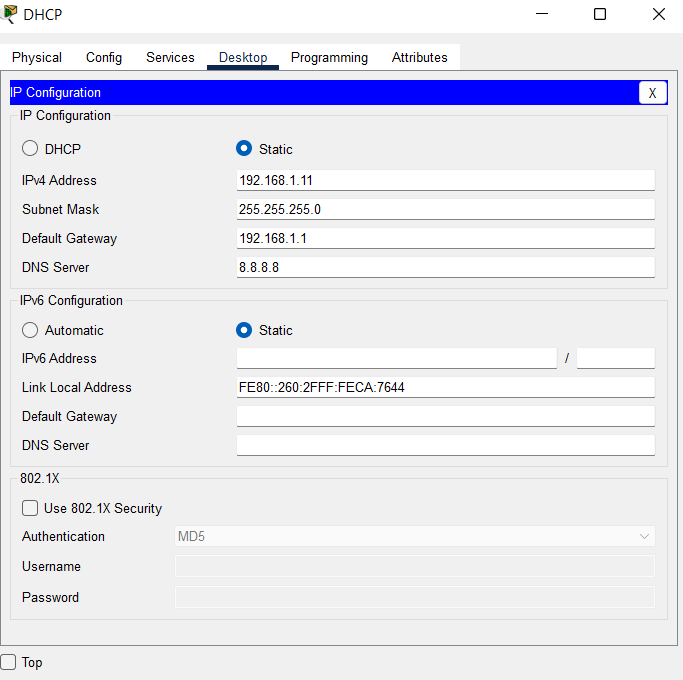 DHCP
Physical Config Services Desktop Programming Attributes
IP Configuration X
IP Configuration
DHCP Static
IPv4 Address 192.168.1.11
Subnet Mask 255.255.255.0
Default Gateway 192.168.1.1
DNS Server 8.8.8.8
IPv6 Configuration
Automatic Static
IPv6 Address /
Link Local Address FE80::260:2FFF:FECA:7644
Default Gateway
DNS Server
802.1X
Use 802.1X Security
Authentication MD5
Username
Password
Top